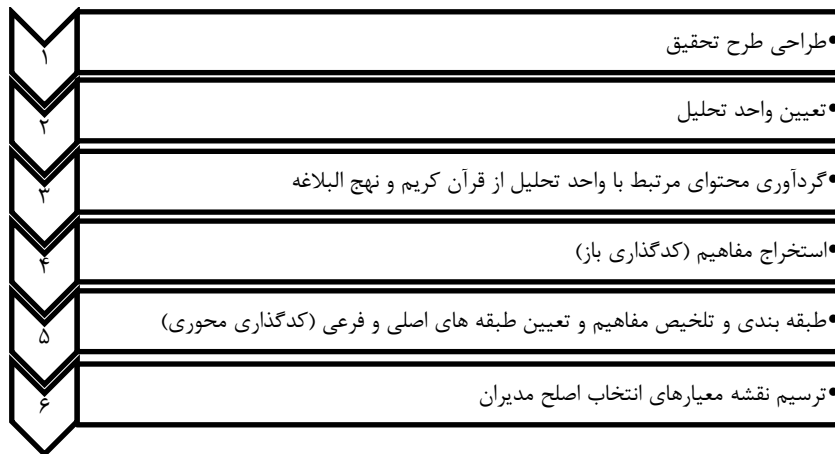 ۱
•طراحی طرح تحقیق
۲
•تعیین واحد تحلیل
۳
•گردآوری محتوای مرتبط با واحد تحلیل از قرآن کریم و نهج البلاغه
۴
•استخراج مفاهیم (کدگذاری باز)
۵
•طبقه بندی و تلخیص مفاهیم و تعیین طبقه های اصلی و فرعی (کدگذاری محوری)
۶
•ترسیم نقشه معیارهای انتخاب اصلح مدیران